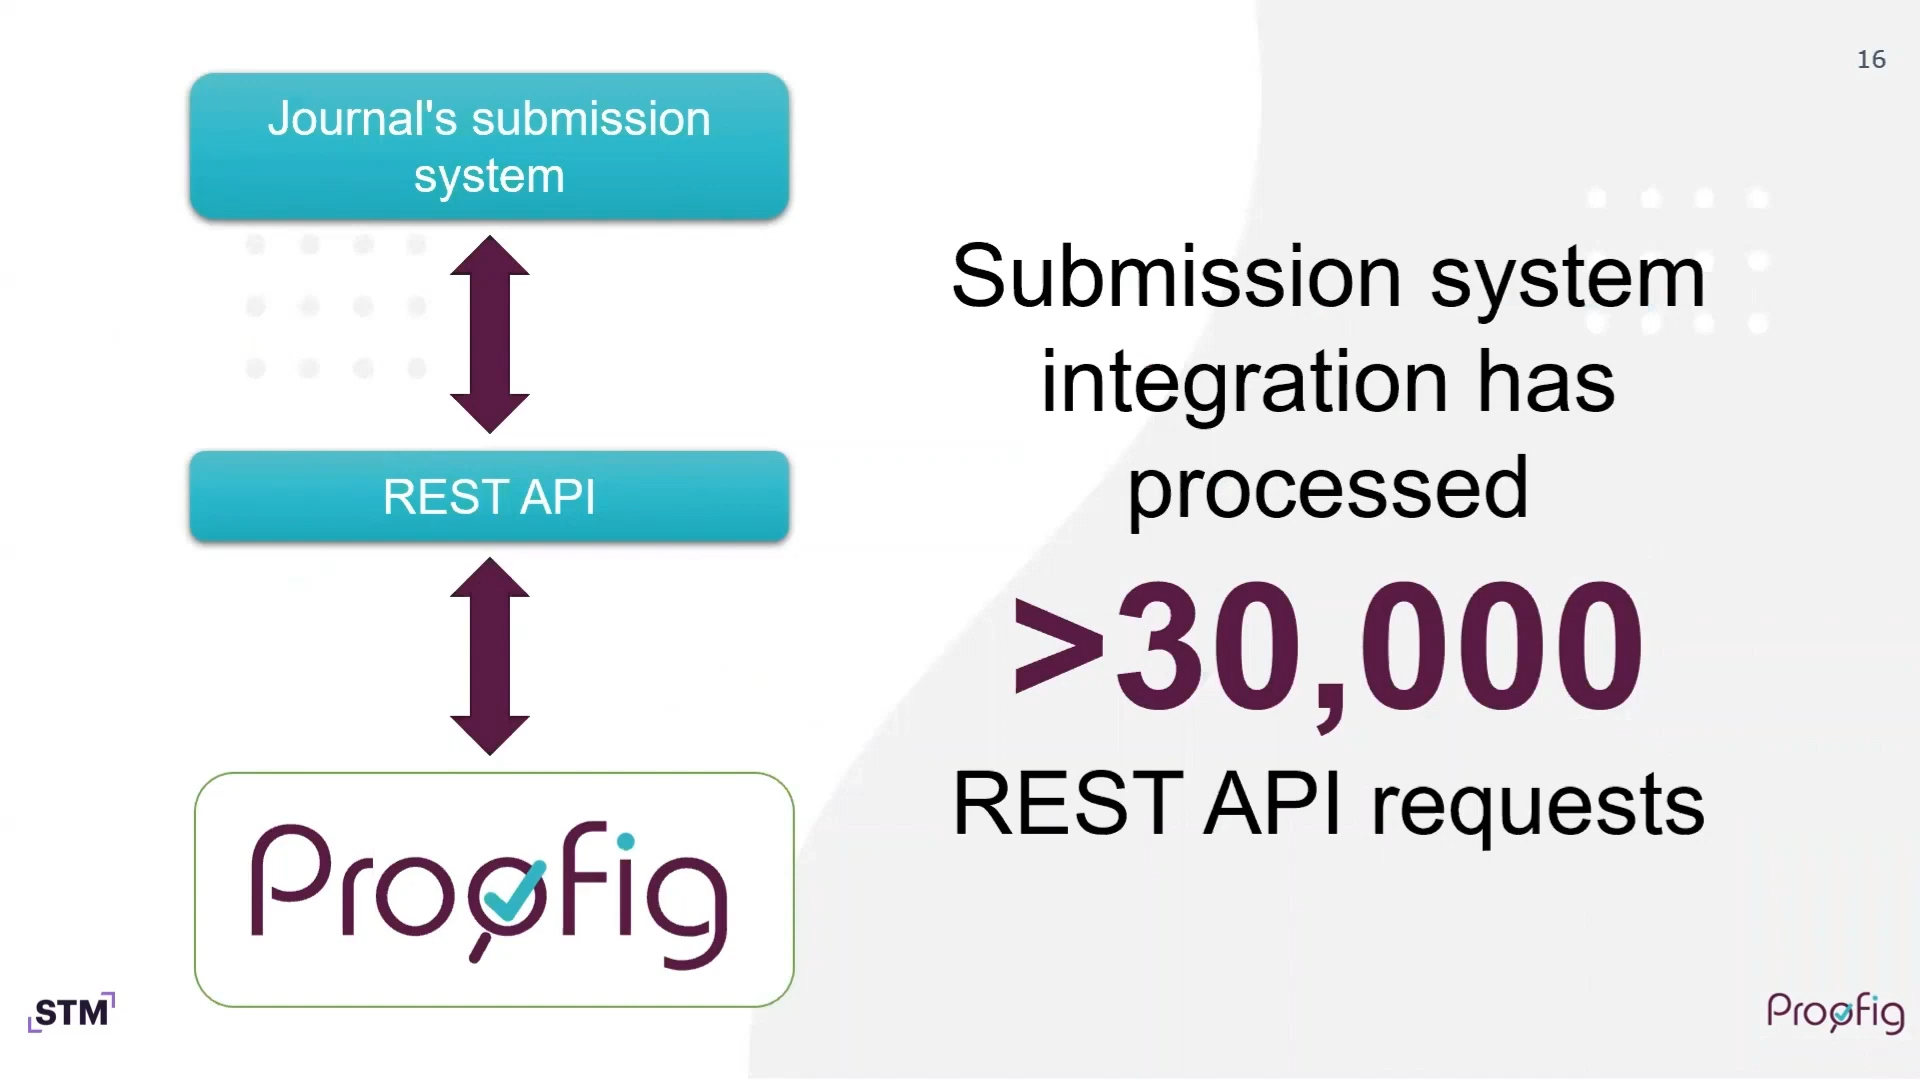 16
Journal's submission
system
REST API
Proofig
Submission system
integration has
processed
>30,000
REST API requests
STM
Proofig